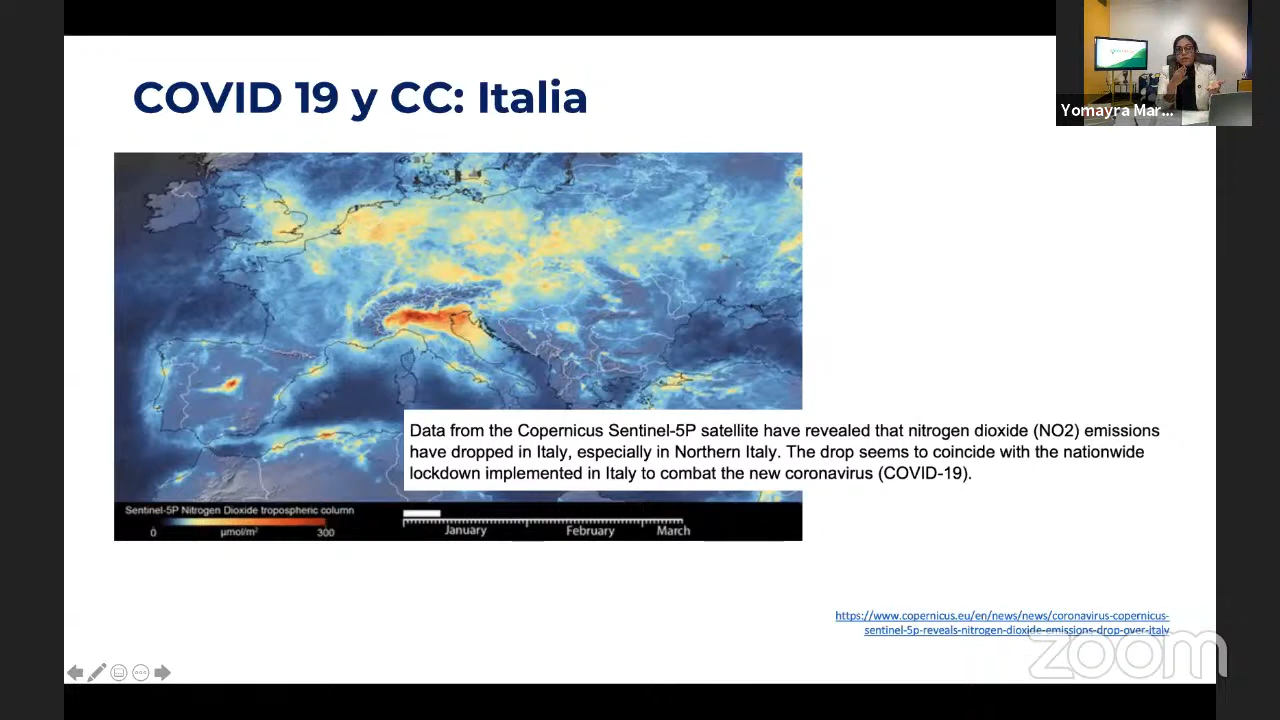 COVID 19 y CC: Italia
Yomayra Mar...
Data from the Copernicus Sentinel-5P satellite have revealed that nitrogen dioxide (NO2) emissions
have dropped in Italy, especially in Northern Italy. The drop seems to coincide with the nationwide
lockdown implemented in Italy to combat the new coronavirus (COVID-19).
Sentinel-5P Nitrogen Dioxide tropospheric column
0 µmol/m² 300
January February March
https://www.copernicus.eu/en/news/news/coronavirus-copernicus-
sentinel-5p-reveals-nitrogen-dioxide-emissions-drop-over-italy
zoom